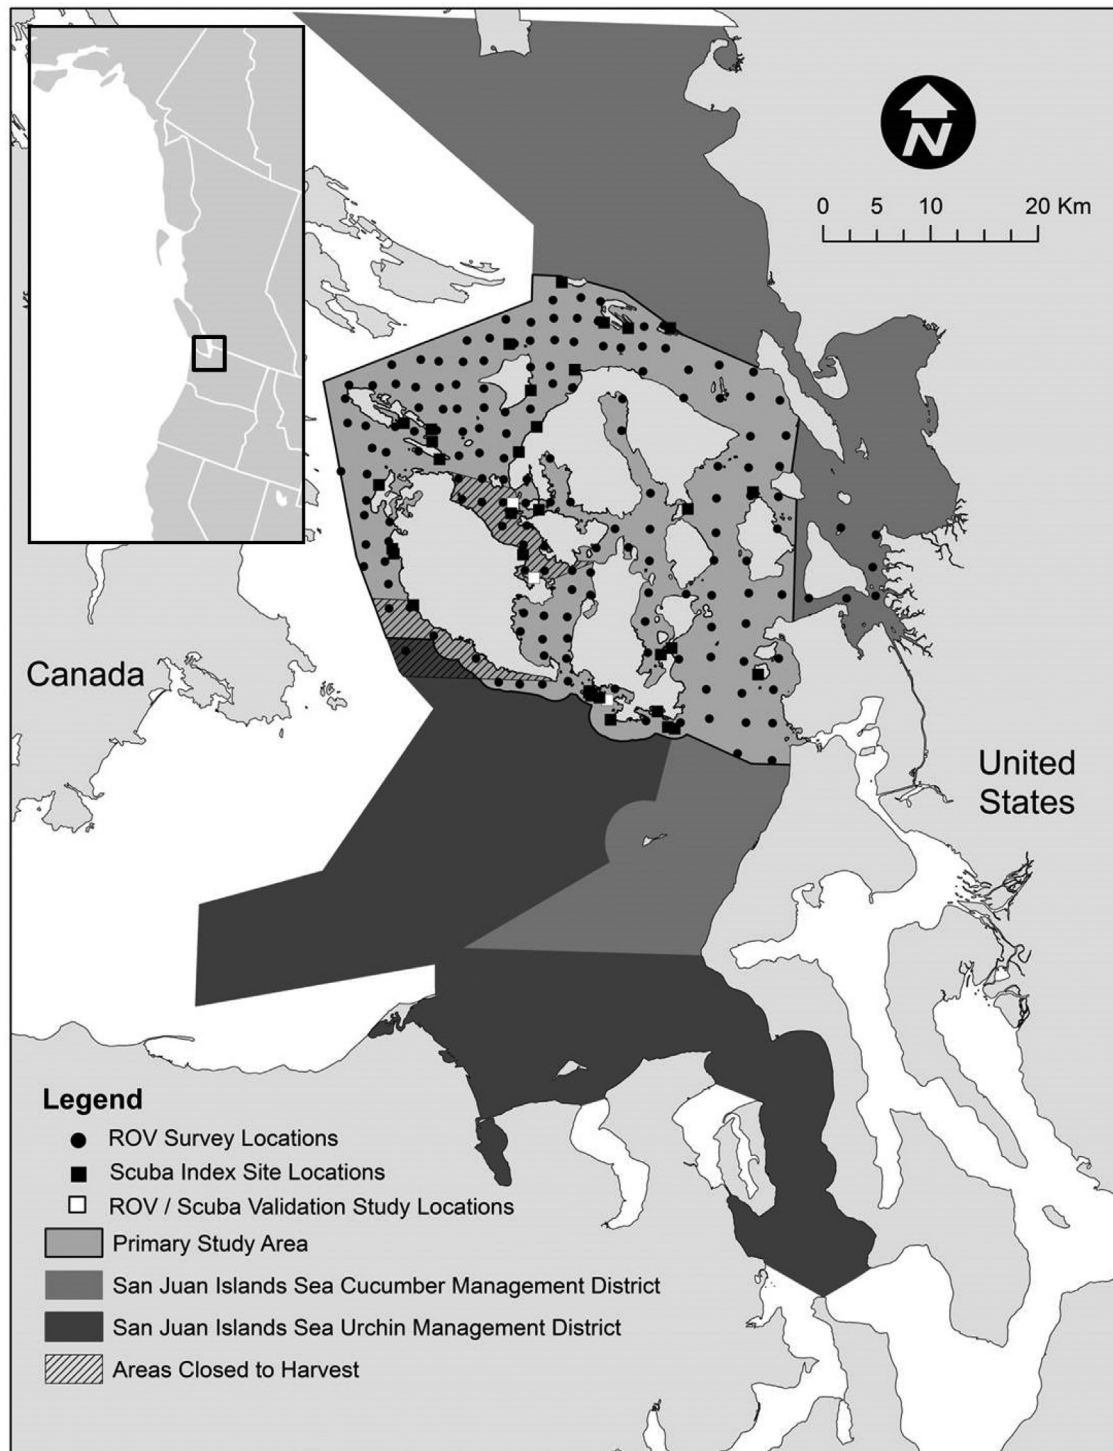 N
0 5 10 20 Km
Canada
United
States
Legend
ROV Survey Locations
Scuba Index Site Locations
ROV / Scuba Validation Study Locations
Primary Study Area
San Juan Islands Sea Cucumber Management District
San Juan Islands Sea Urchin Management District
Areas Closed to Harvest